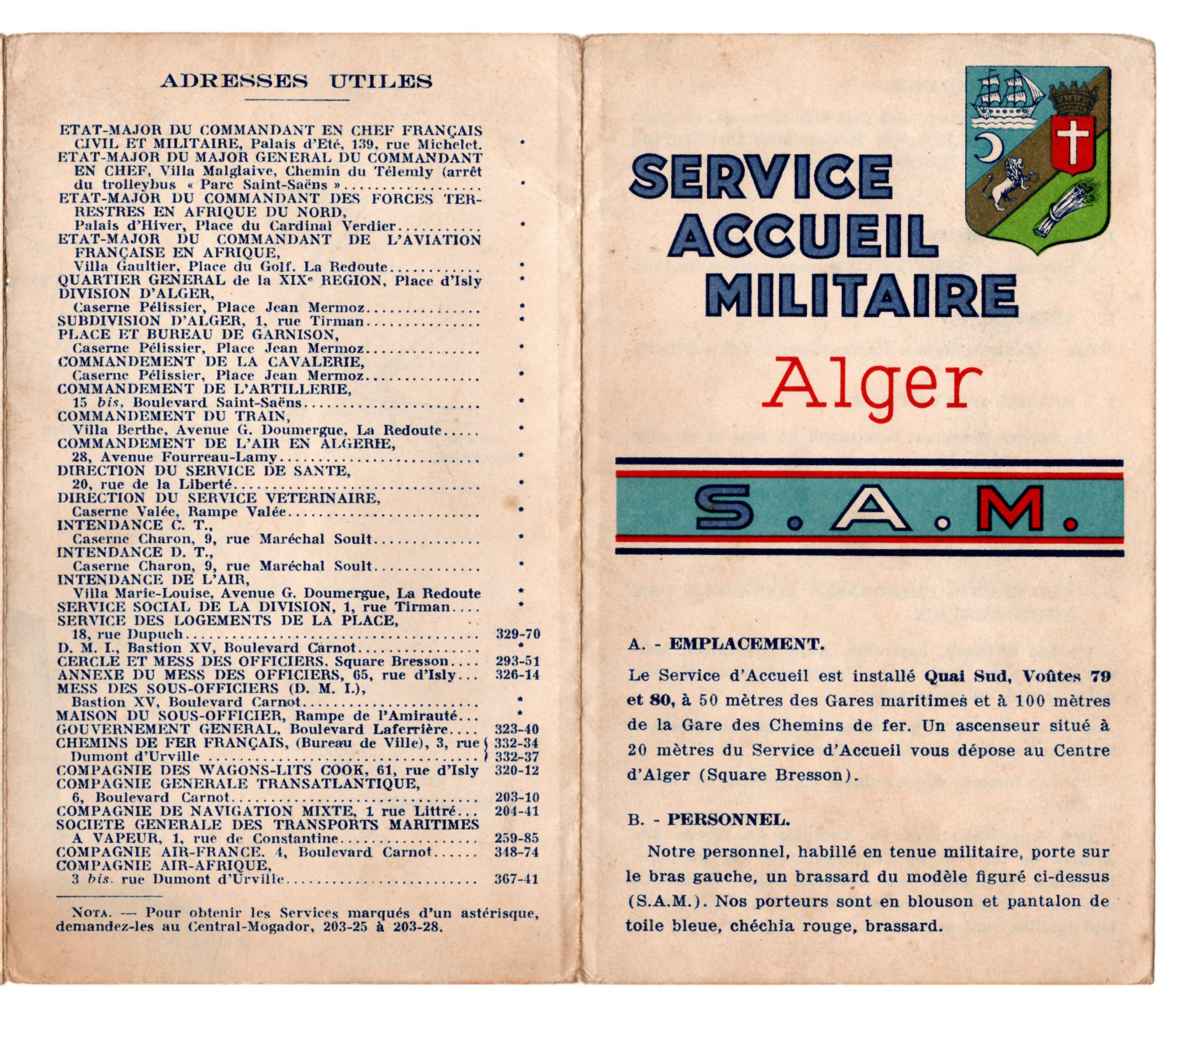 ADRESSES UTILES
ETAT-MAJOR DU COMMANDANT EN CHEF FRANÇAIS
CIVIL ET MILITAIRE, Palais d'Eté, 139, rue Michelet. *
ETAT-MAJOR DU MAJOR GENERAL DU COMMANDANT
EN CHEF, Villa Malglaive, Chemin du Télemly (arrêt
du trolleybus « Parc Saint-Saëns ».................. *
ETAT-MAJOR DU COMMANDANT DES FORCES TER-
RESTRES EN AFRIQUE DU NORD,
Palais d'Hiver, Place du Cardinal Verdier........... *
ETAT-MAJOR DU COMMANDANT DE L'AVIATION
FRANÇAISE EN AFRIQUE,
Villa Gaultier, Place du Golf. La Redoute............ *
QUARTIER GENERAL de la XIXe REGION, Place d'Isly *
DIVISION D'ALGER,
Caserne Pélissier, Place Jean Mermoz............... *
SUBDIVISION D'ALGER, 1, rue Tirman............... *
PLACE ET BUREAU DE GARNISON,
Caserne Pélissier, Place Jean Mermoz............... *
COMMANDEMENT DE LA CAVALERIE,
Caserne Pélissier, Place Jean Mermoz............... *
COMMANDEMENT DE L'ARTILLERIE,
15 bis, Boulevard Saint-Saëns....................... *
COMMANDEMENT DU TRAIN,
Villa Berthe, Avenue G. Doumergue, La Redoute..... *
COMMANDEMENT DE L'AIR EN ALGERIE,
28, Avenue Fourreau-Lamy.......................... *
DIRECTION DU SERVICE DE SANTE,
20, rue de la Liberté................................ *
DIRECTION DU SERVICE VETERINAIRE,
Caserne Valée, Rampe Valée......................... *
INTENDANCE C. T.,
Caserne Charon, 9, rue Maréchal Soult.............. *
INTENDANCE D. T.,
Caserne Charon, 9, rue Maréchal Soult.............. *
INTENDANCE DE L'AIR,
Villa Marie-Louise, Avenue G. Doumergue, La Redoute *
SERVICE SOCIAL DE LA DIVISION, 1, rue Tirman.... *
SERVICE DES LOGEMENTS DE LA PLACE,
18, rue Dupuch...................................... 329-70
D. M. I., Bastion XV, Boulevard Carnot................ *
CERCLE ET MESS DES OFFICIERS. Square Bresson.... 293-51
ANNEXE DU MESS DES OFFICIERS, 65, rue d'Isly... 326-14
MESS DES SOUS-OFFICIERS (D. M. I.),
Bastion XV, Boulevard Carnot....................... *
MAISON DU SOUS-OFFICIER, Rampe de l'Amirauté... *
GOUVERNEMENT GENERAL, Boulevard Laferrière.... 323-40
CHEMINS DE FER FRANÇAIS, (Bureau de Ville), 3, rue { 332-34
Dumont d'Urville ................................... } 332-37
COMPAGNIE DES WAGONS-LITS COOK, 61, rue d'Isly 320-12
COMPAGNIE GENERALE TRANSATLANTIQUE,
6, Boulevard Carnot................................ 203-10
COMPAGNIE DE NAVIGATION MIXTE, 1 rue Littré... 204-41
SOCIETE GENERALE DES TRANSPORTS MARITIMES
A VAPEUR, 1, rue de Constantine.................. 259-85
COMPAGNIE AIR-FRANCE. 4, Boulevard Carnot...... 348-74
COMPAGNIE AIR-AFRIQUE,
3 bis. rue Dumont d'Urville......................... 367-41
NOTA. — Pour obtenir les Services marqués d'un astérisque,
demandez-les au Central-Mogador, 203-25 à 203-28.
SERVICE
ACCUEIL
MILITAIRE
Alger
S.A.M.
A. - EMPLACEMENT.
Le Service d'Accueil est installé Quai Sud, Voûtes 79
et 80, à 50 mètres des Gares maritimes et à 100 mètres
de la Gare des Chemins de fer. Un ascenseur situé à
20 mètres du Service d'Accueil vous dépose au Centre
d'Alger (Square Bresson).
B. - PERSONNEL.
Notre personnel, habillé en tenue militaire, porte sur
le bras gauche, un brassard du modèle figuré ci-dessus
(S.A.M.). Nos porteurs sont en blouson et pantalon de
toile bleue, chéchia rouge, brassard.